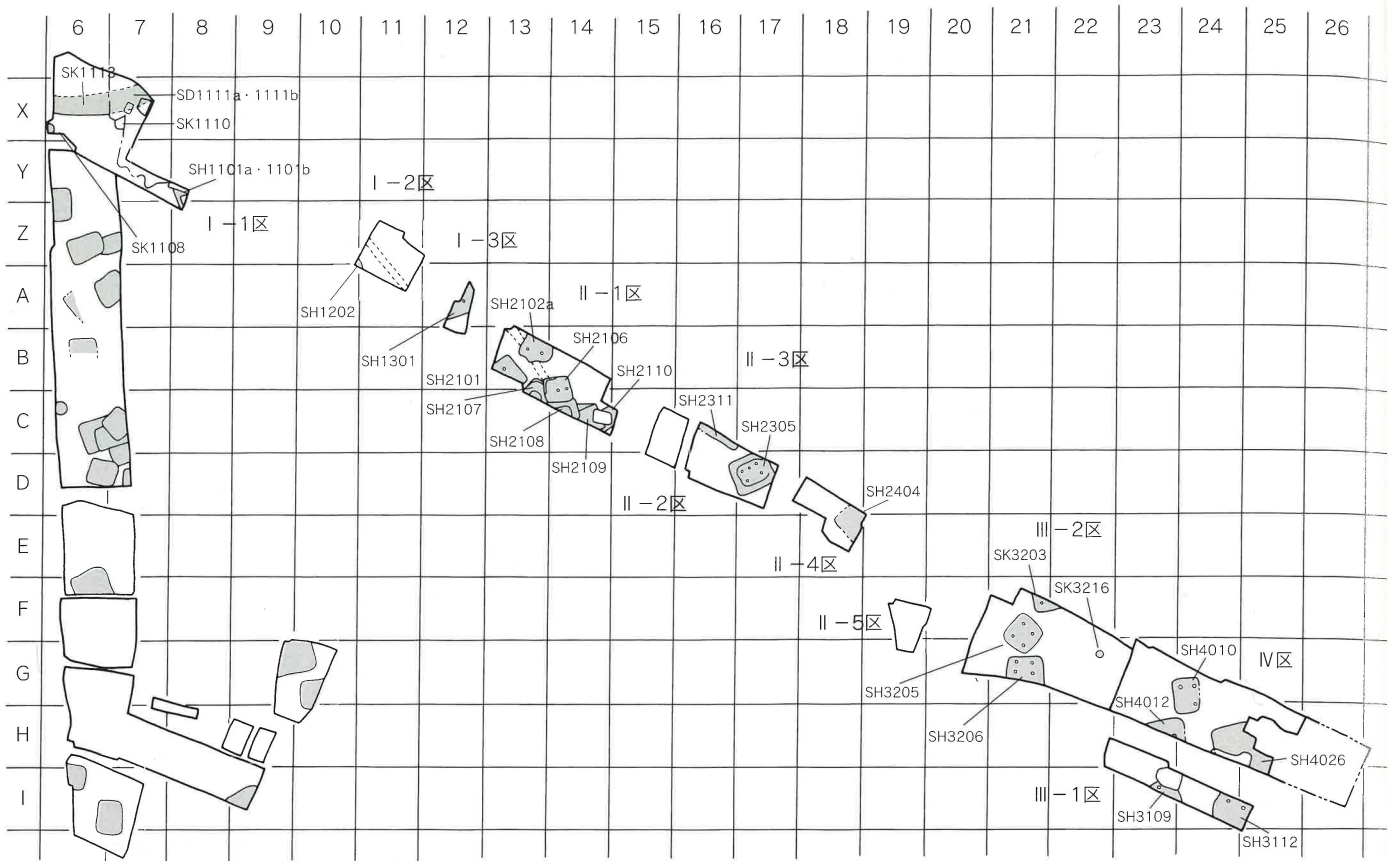 6 7 8 9 10 11 12 13 14 15 16 17 18 19 20 21 22 23 24 25 26
SK1113
X
SD1111a・1111b
SK1110
Y
SH1101a・1101b
Ⅰ－2区
Ⅰ－1区
Z
SK1108
Ⅰ－3区
A
SH1202
SH2102a
Ⅱ－1区
B
SH1301
SH2106
Ⅱ－3区
SH2101
SH2110
SH2107
C
SH2311
SH2108
SH2305
SH2109
D
Ⅱ－2区
SH2404
E
Ⅲ－2区
SK3203
Ⅱ－4区
SK3216
F
Ⅱ－5区
SH4010
Ⅳ区
G
SH3205
SH4012
H
SH3206
SH4026
I
Ⅲ－1区
SH3109
SH3112